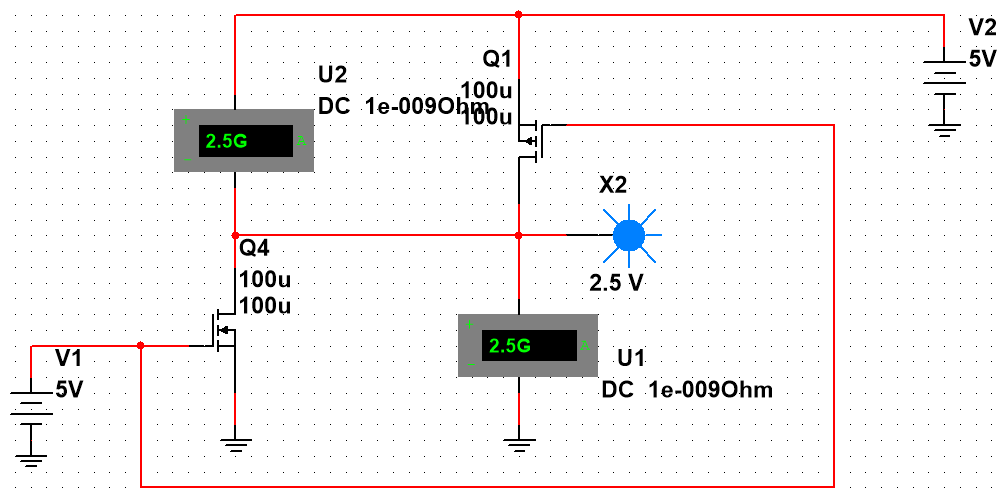 V2
5V
Q1
100u
100u
U2
DC 1e-009Ohm
+
2.5G
A
−
X2
2.5 V
Q4
100u
100u
+
2.5G
A
−
U1
DC 1e-009Ohm
V1
5V